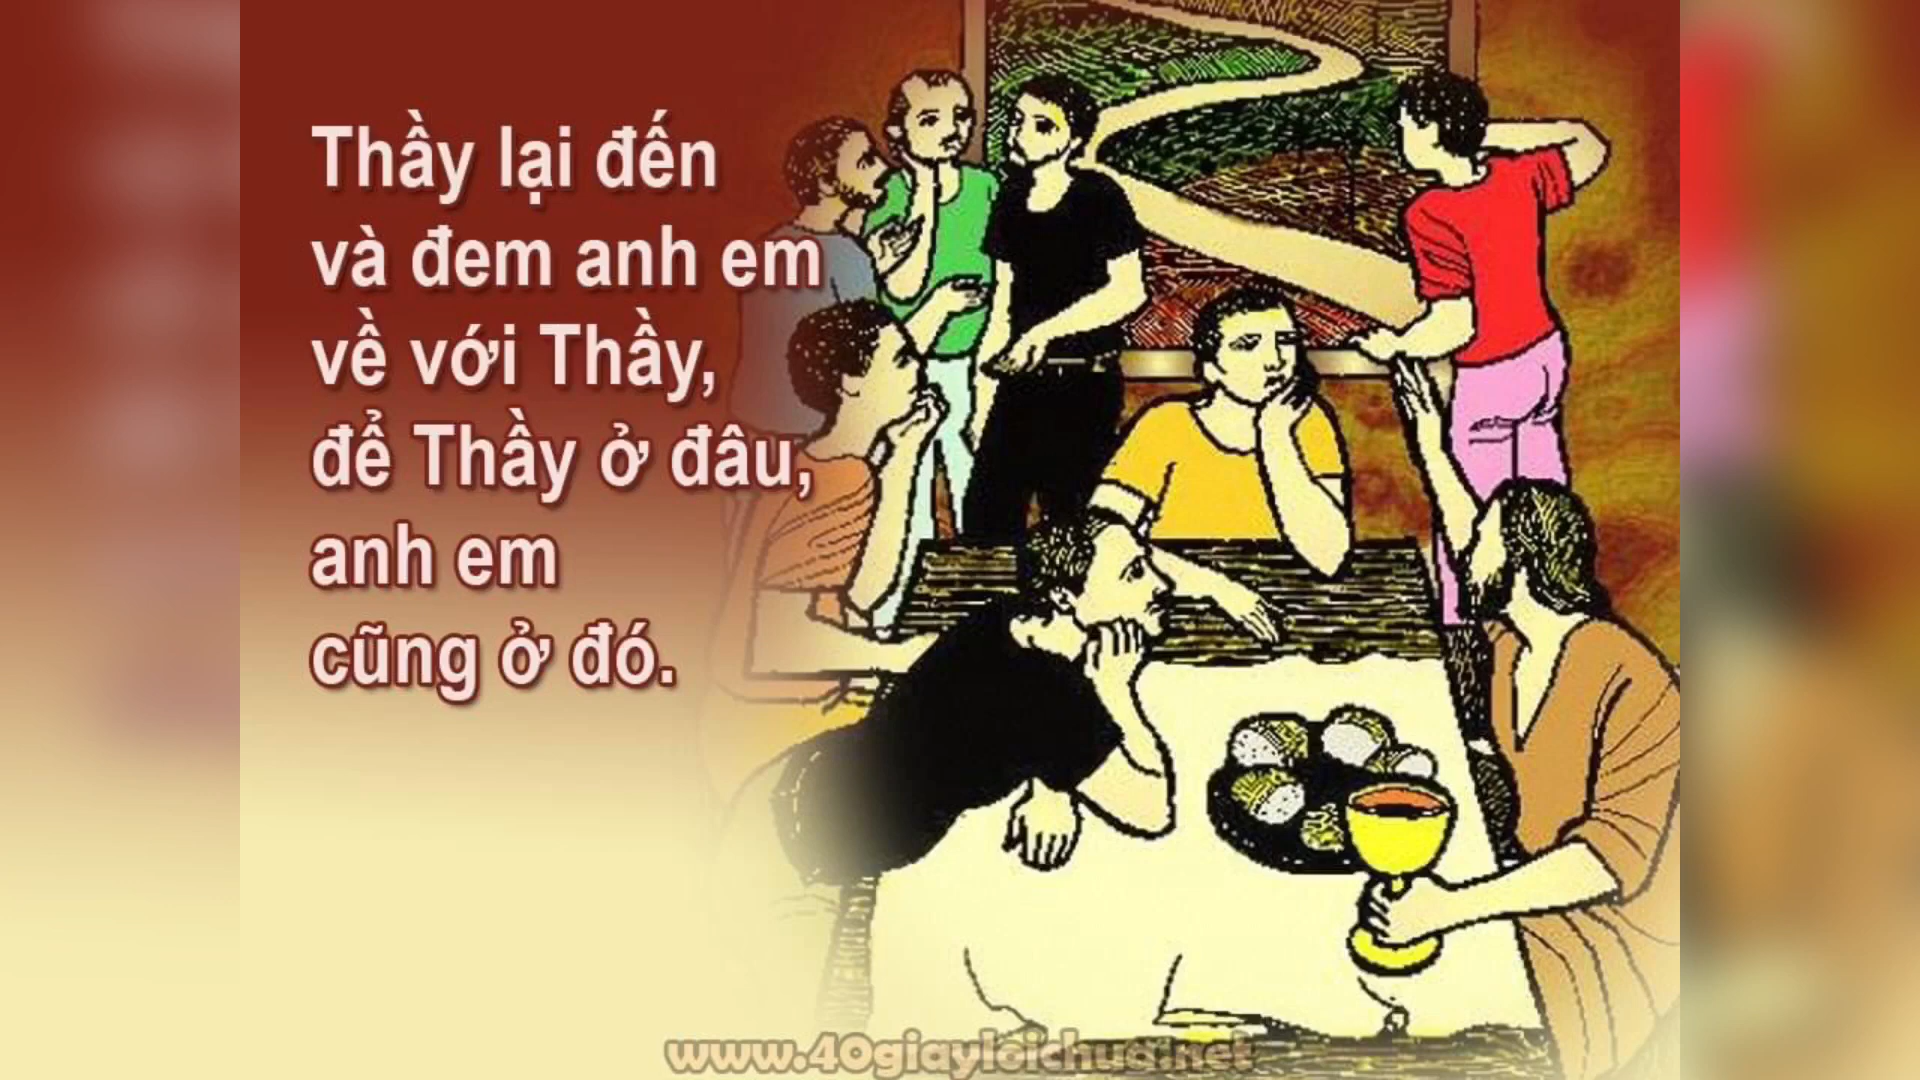 Thầy lại đến
và đem anh em
về với Thầy,
để Thầy ở đâu,
anh em
cũng ở đó.
www.40giayloichua.net